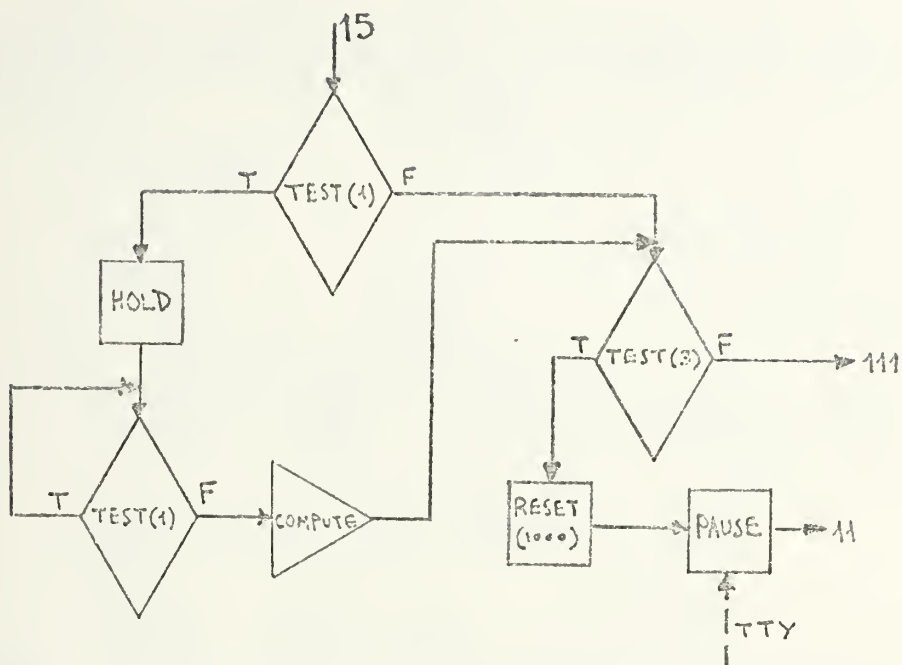 15
T
TEST(1)
F
HOLD
T
TEST(3)
F
111
T
TEST(1)
F
COMPUTE
RESET
(1000)
PAUSE
11
TTY